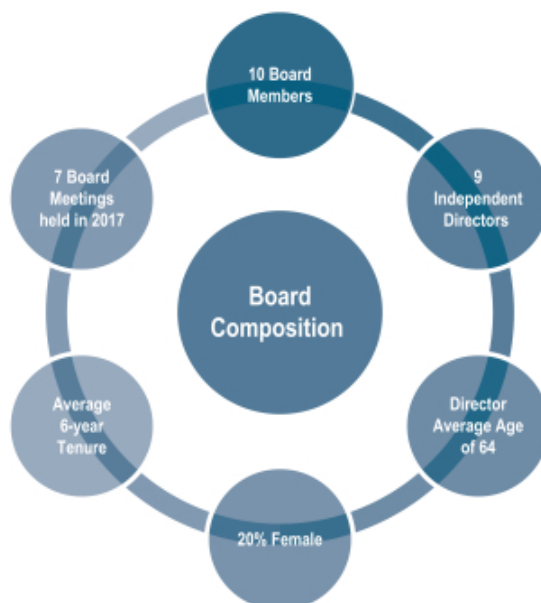 10 Board
Members
9
Independent
Directors
Director
Average Age
of 64
20% Female
Average
6-year
Tenure
7 Board
Meetings
held in 2017
Board
Composition